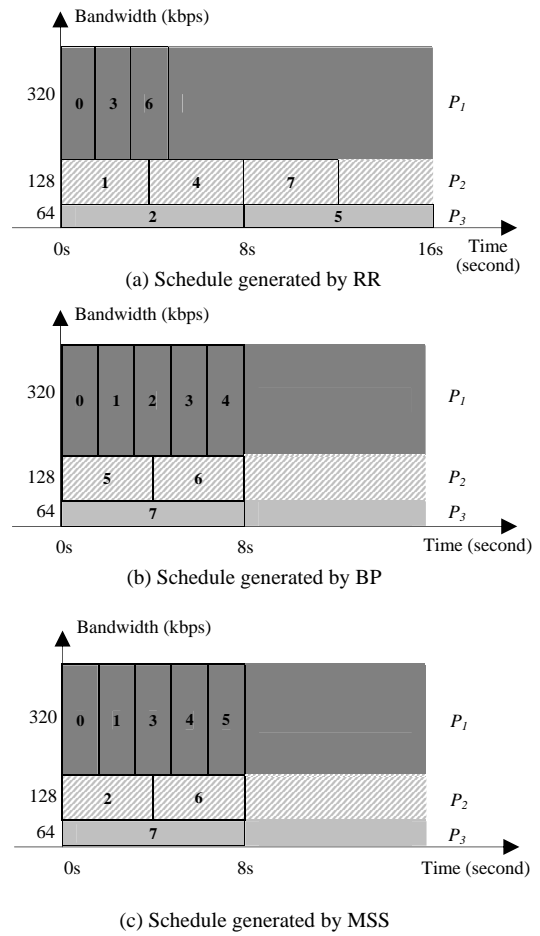 Bandwidth (kbps)
320 0 3 6 P1
128 1 4 7 P2
64 2 5 P3
0s 8s 16s Time
(second)
(a) Schedule generated by RR
Bandwidth (kbps)
320 0 1 2 3 4 P1
128 5 6 P2
64 7 P3
0s 8s Time (second)
(b) Schedule generated by BP
Bandwidth (kbps)
320 0 1 3 4 5 P1
128 2 6 P2
64 7 P3
0s 8s Time (second)
(c) Schedule generated by MSS